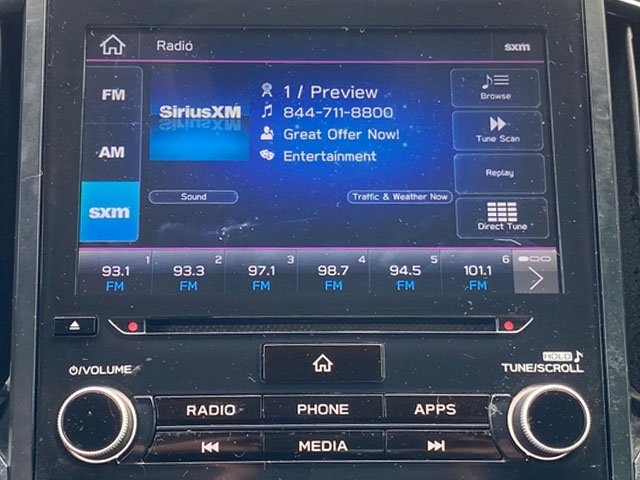 Radio
sxm
FM
AM
sxm
SiriusXM
1 / Preview
844-711-8800
Great Offer Now!
Entertainment
Browse
Tune Scan
Replay
Direct Tune
Sound
Traffic & Weather Now
1 2 3 4 5 6
93.1 93.3 97.1 98.7 94.5 101.1
FM FM FM FM FM FM
/VOLUME
HOLD
TUNE/SCROLL
RADIO PHONE APPS
MEDIA